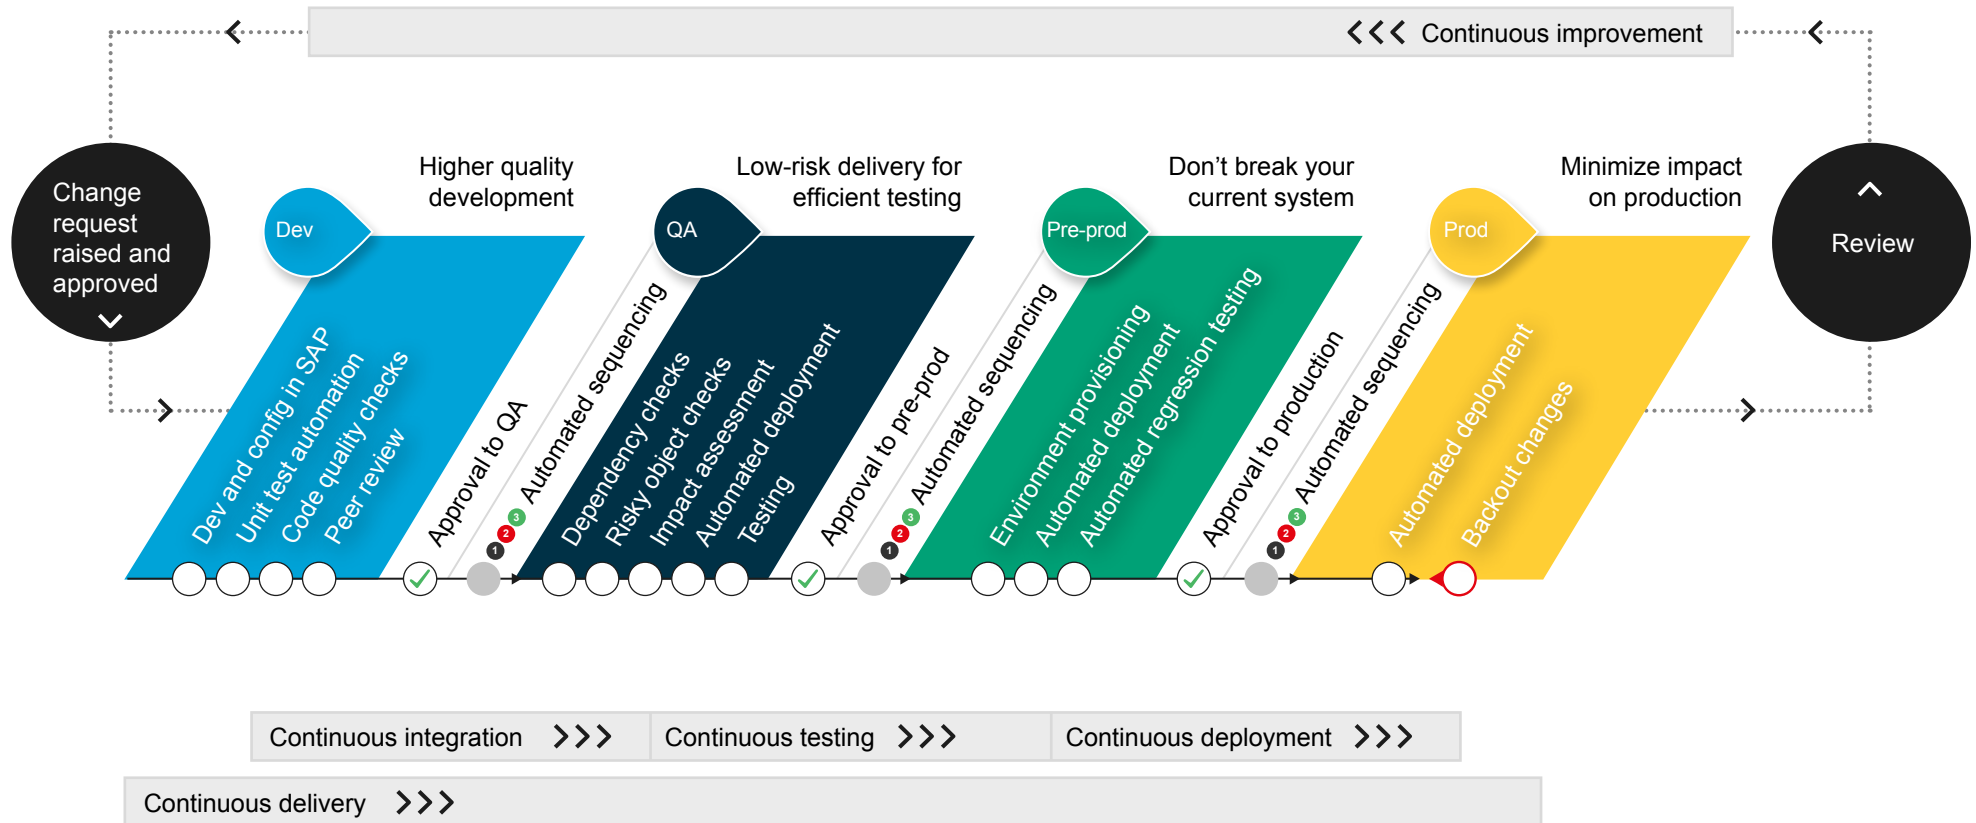 Continuous improvement
Change
request
raised and
approved
Higher quality
development
Dev
Dev and config in SAP
Unit test automation
Code quality checks
Peer review
Approval to QA
1
2
3
Automated sequencing
Low-risk delivery for
efficient testing
QA
Dependency checks
Risky object checks
Impact assessment
Automated deployment
Testing
Approval to pre-prod
1
2
3
Automated sequencing
Don’t break your
current system
Pre-prod
Environment provisioning
Automated deployment
Automated regression testing
Approval to production
1
2
3
Automated sequencing
Minimize impact
on production
Prod
Automated deployment
Backout changes
Review
Continuous integration
Continuous testing
Continuous deployment
Continuous delivery